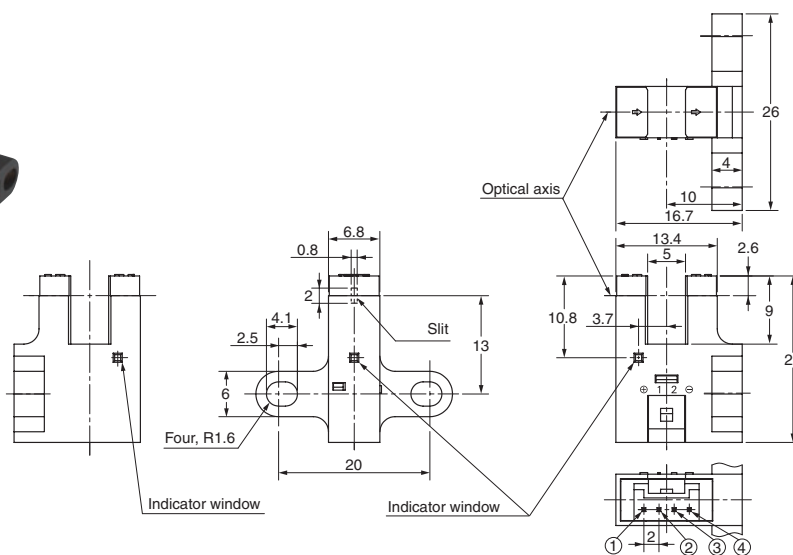 26
4
10
16.7
Optical axis
13.4
5
2.6
6.8
0.8
2
Slit
4.1
2.5
13
10.8
3.7
9
2
6
⊕ 1 2 ⊖
Four, R1.6
20
Indicator window
Indicator window
① 2 ② ③ ④